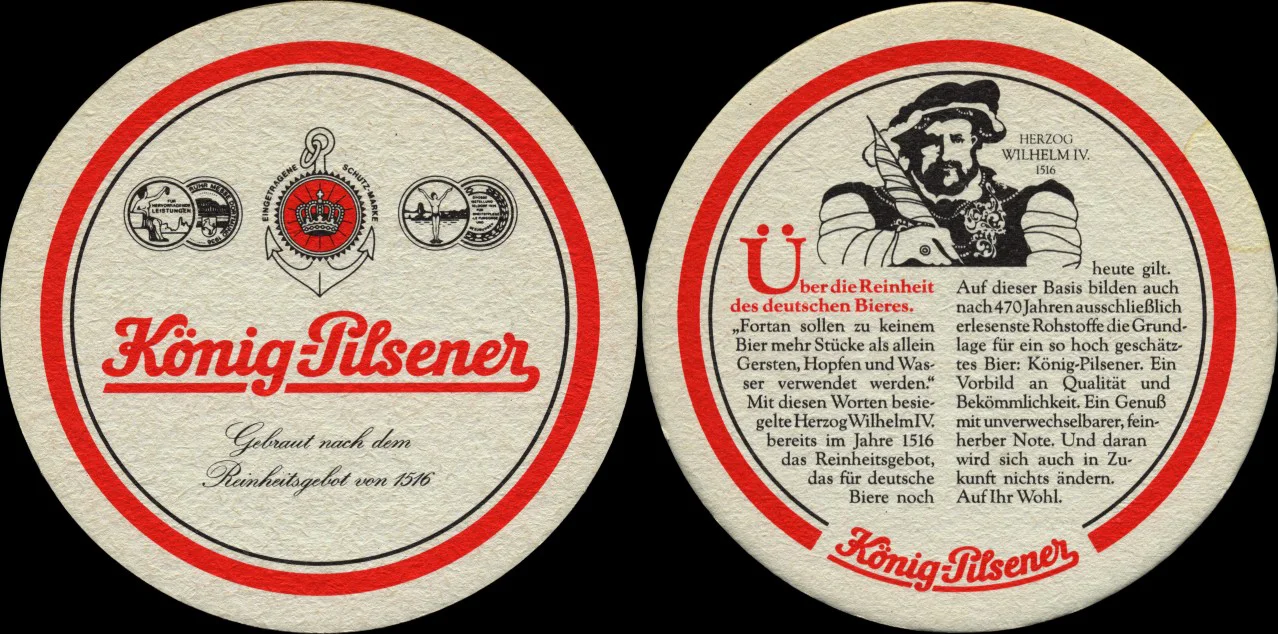 EINGETRAGENE SCHUTZ-MARKE
FÜR
HERVORRAGENDE
LEISTUNGEN
König-Pilsener
Gebraut nach dem
Reinheitsgebot von 1516
HERZOG
WILHELM IV.
1516
Über die Reinheit
des deutschen Bieres.
„Fortan sollen zu keinem
Bier mehr Stücke als allein
Gersten, Hopfen und Was-
ser verwendet werden.“
Mit diesen Worten besie-
gelte Herzog Wilhelm IV.
bereits im Jahre 1516
das Reinheitsgebot,
das für deutsche
Biere noch
heute gilt.
Auf dieser Basis bilden auch
nach 470 Jahren ausschließlich
erlesenste Rohstoffe die Grund-
lage für ein so hoch geschätz-
tes Bier: König-Pilsener. Ein
Vorbild an Qualität und
Bekömmlichkeit. Ein Genuß
mit unverwechselbarer, fein-
herber Note. Und daran
wird sich auch in Zu-
kunft nichts ändern.
Auf Ihr Wohl.
König-Pilsener